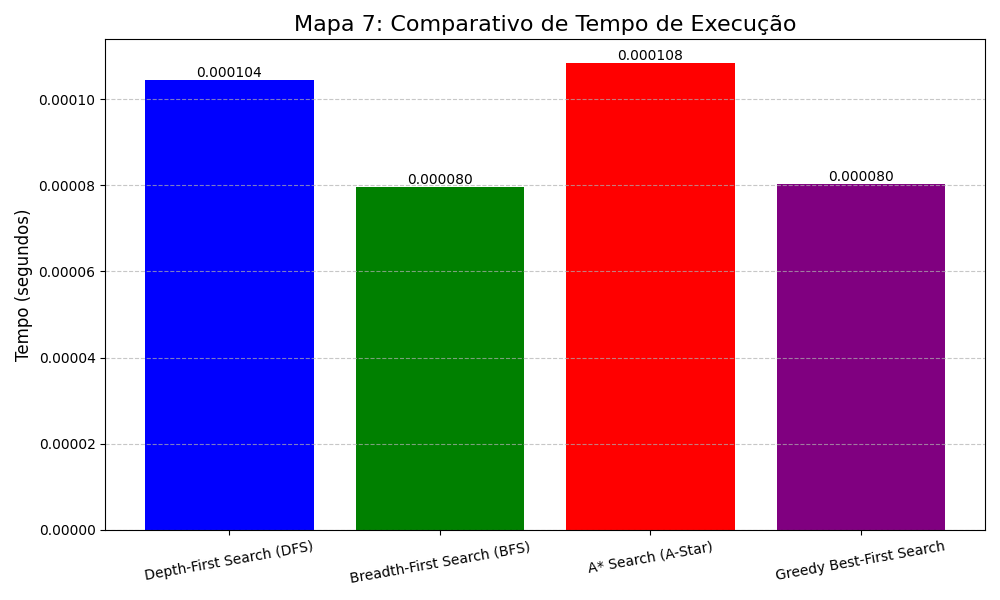 Mapa 7: Comparativo de Tempo de Execução
Tempo (segundos)
0.00010
0.00008
0.00006
0.00004
0.00002
0.00000
0.000104
0.000080
0.000108
0.000080
Depth-First Search (DFS)
Breadth-First Search (BFS)
A* Search (A-Star)
Greedy Best-First Search